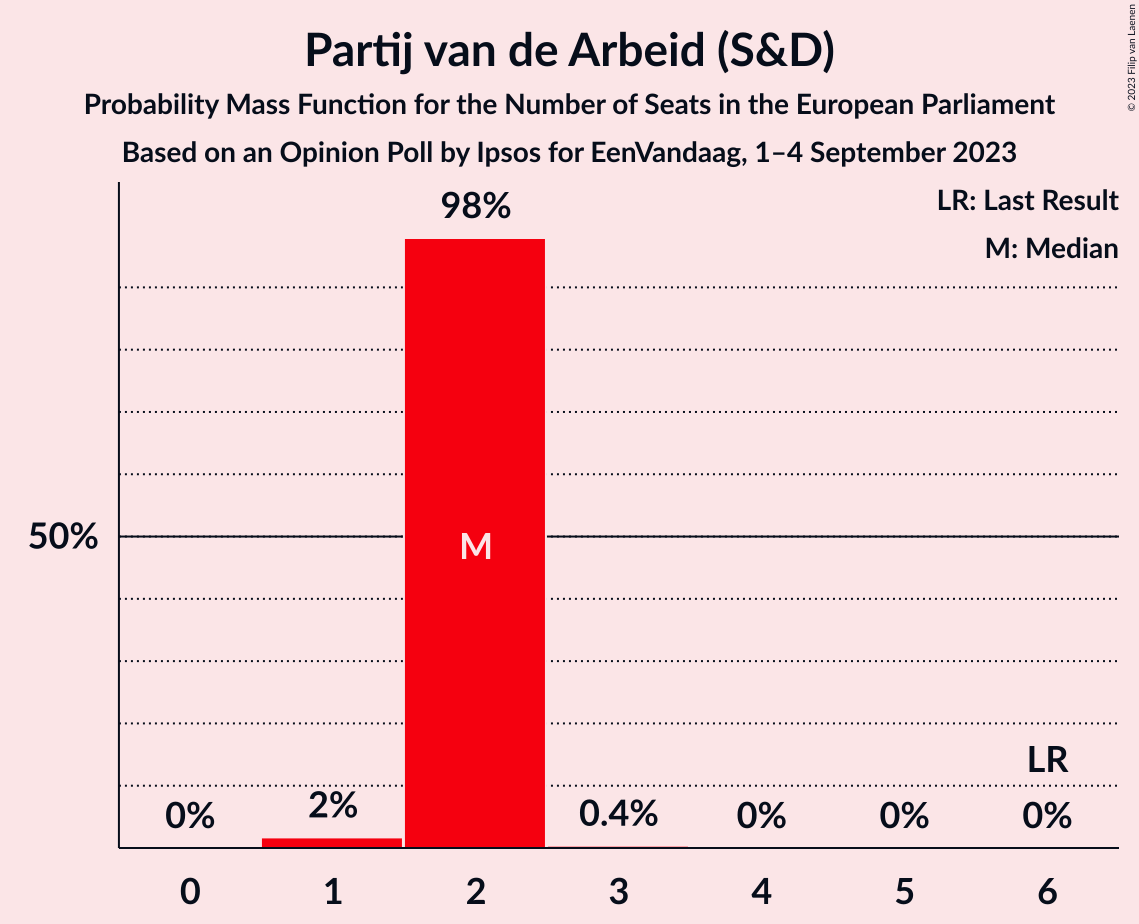 Partij van de Arbeid (S&D)
Probability Mass Function for the Number of Seats in the European Parliament
Based on an Opinion Poll by Ipsos for EenVandaag, 1–4 September 2023
© 2023 Filip van Laenen
LR: Last Result
M: Median
98%
50%
M
LR
0%
2%
0.4%
0%
0%
0%
0
1
2
3
4
5
6